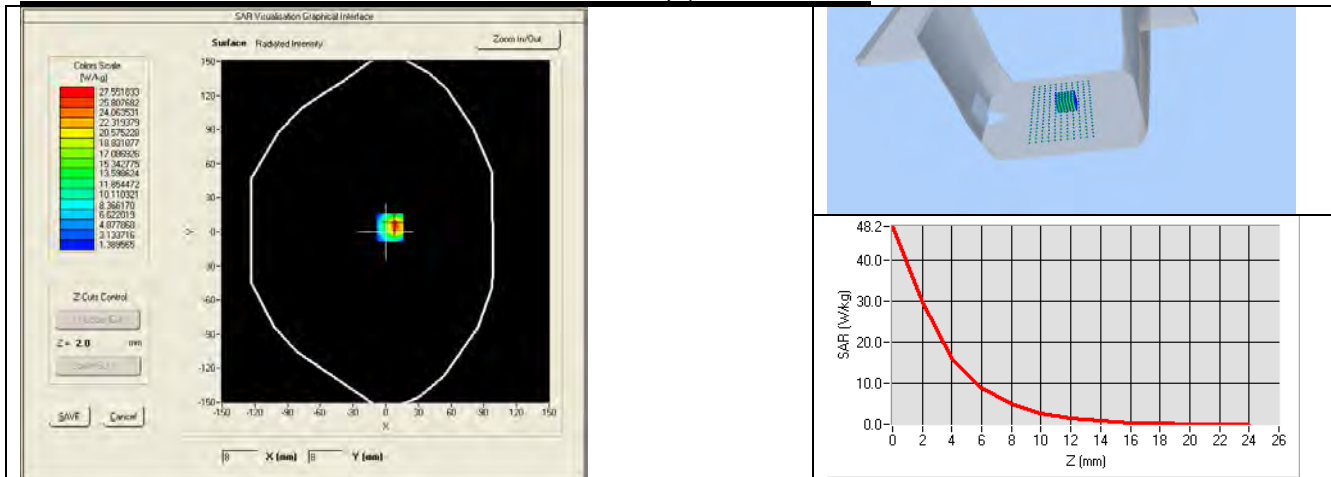 SAR Visualisation Graphical Interface
Surface Radiated Intensity
Zoom In/Out
Colors Scale
[W/kg]
27.551833
25.807682
24.063531
22.319379
20.575228
18.831077
17.086926
15.342775
13.598624
11.854472
10.110321
8.366170
6.622019
4.877868
3.133716
1.389565
Z Cuts Control
Z = 2.0 mm
SAVE Cancel
150-
120-
90-
60-
30-
0-
-30-
-60-
-90-
-120-
-150-
Y
-150 -120 -90 -60 -30 0 30 60 90 120 150
X
8 X (mm) 8 Y (mm)
48.2-
40.0-
30.0-
20.0-
10.0-
0.0-
SAR (W/kg)
0 2 4 6 8 10 12 14 16 18 20 22 24 26
Z (mm)